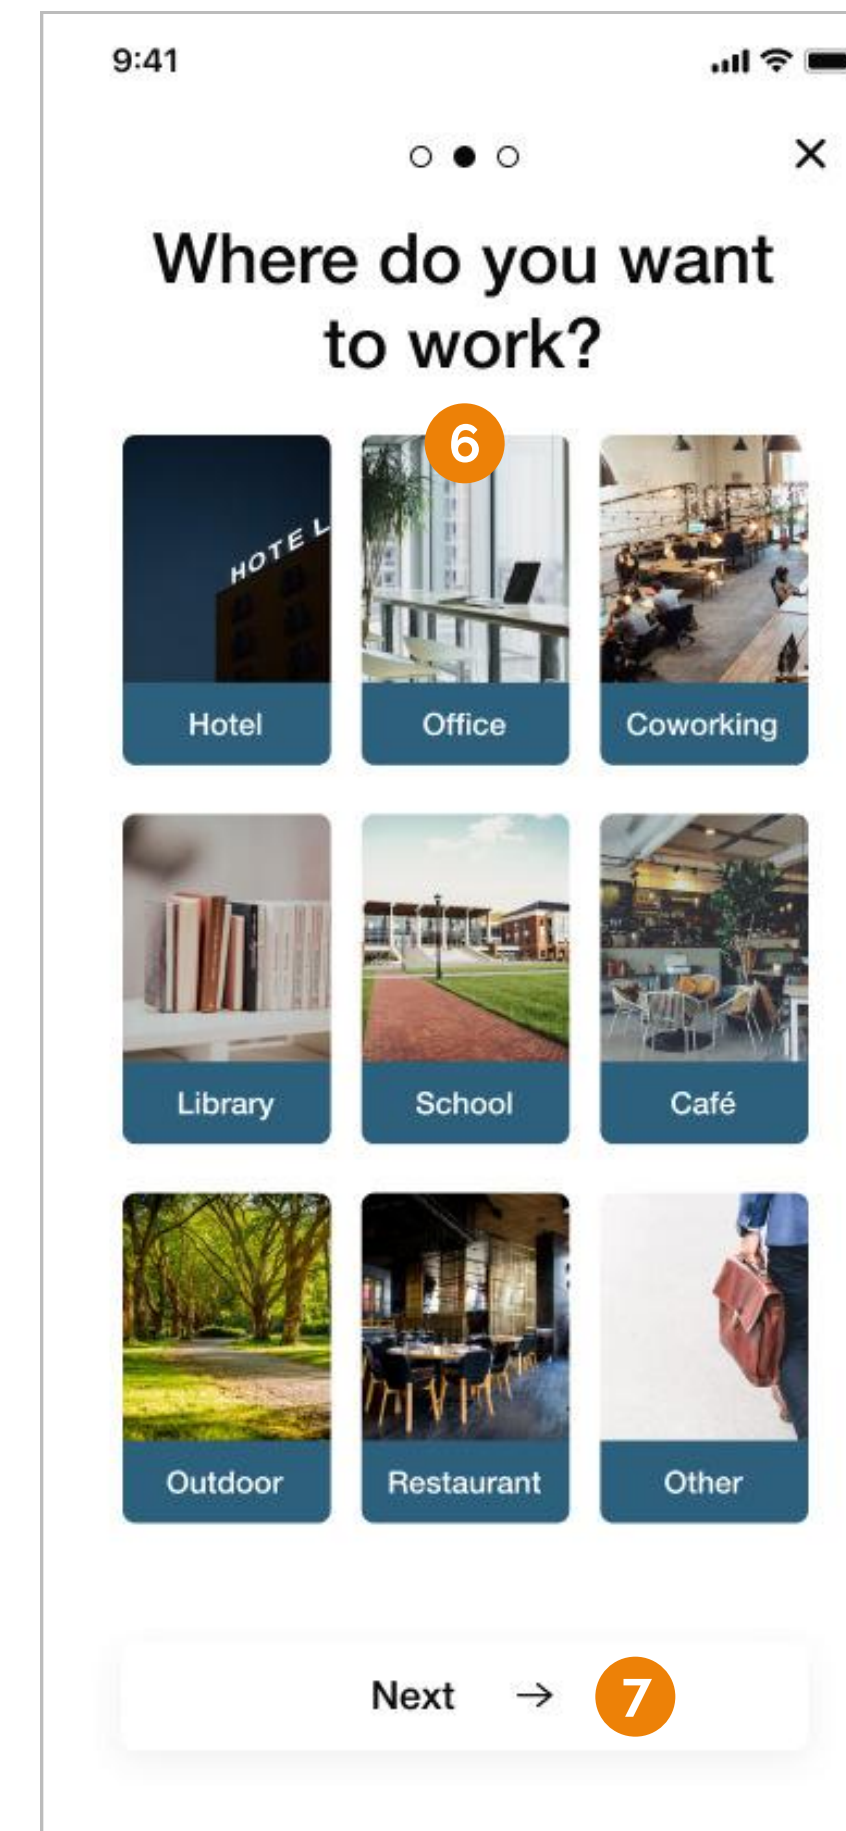 9:41
Where do you want
to work?
6
HOTEL
Hotel
Office
Coworking
Library
School
Café
Outdoor
Restaurant
Other
Next →
7